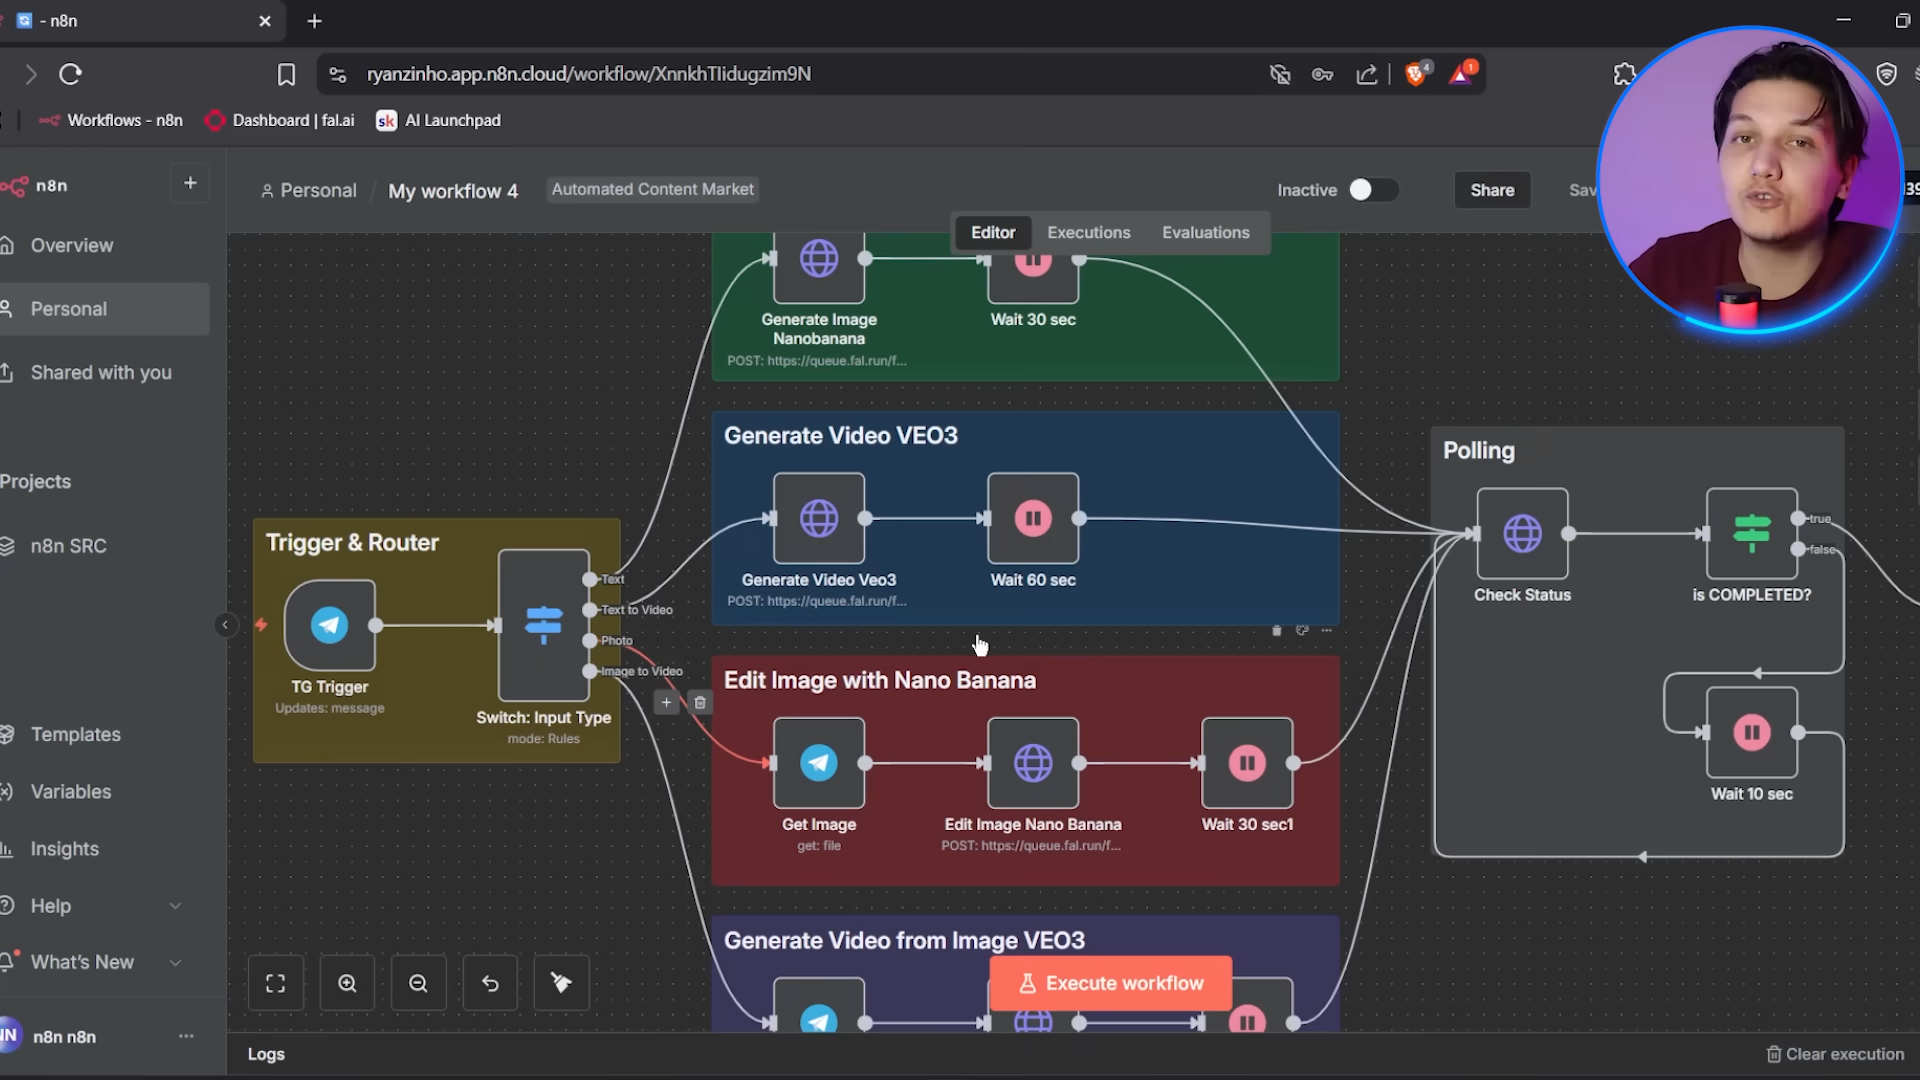 - n8n
ryanzinho.app.n8n.cloud/workflow/XnnkhTIidugzim9N
4
1
Workflows - n8n
Dashboard | fal.ai
sk
AI Launchpad
n8n
Personal
/
My workflow 4
Automated Content Market
Inactive
Share
39
Editor
Executions
Evaluations
Overview
Personal
Shared with you
Projects
n8n SRC
Templates
Variables
Insights
Help
What's New
n8n n8n
Trigger & Router
TG Trigger
Updates: message
Switch: Input Type
mode: Rules
Text
Text to Video
Photo
Image to Video
Generate Image
Nanobanana
POST: https://queue.fal.run/f...
Wait 30 sec
Generate Video VEO3
Generate Video Veo3
POST: https://queue.fal.run/f...
Wait 60 sec
Edit Image with Nano Banana
Get Image
get: file
Edit Image Nano Banana
POST: https://queue.fal.run/f...
Wait 30 sec1
Generate Video from Image VEO3
Polling
Check Status
is COMPLETED?
true
false
Wait 10 sec
Execute workflow
Logs
Clear execution